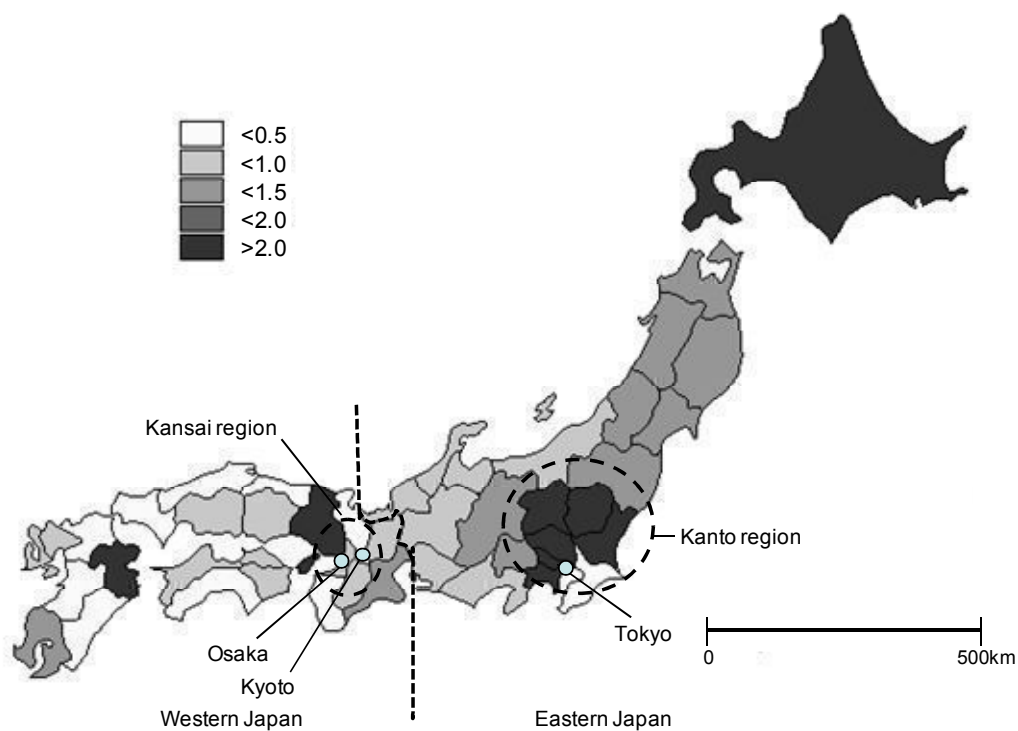 <0.5
<1.0
<1.5
<2.0
>2.0
Kansai region
Kanto region
Tokyo
Osaka
Kyoto
0
500km
Western Japan
Eastern Japan